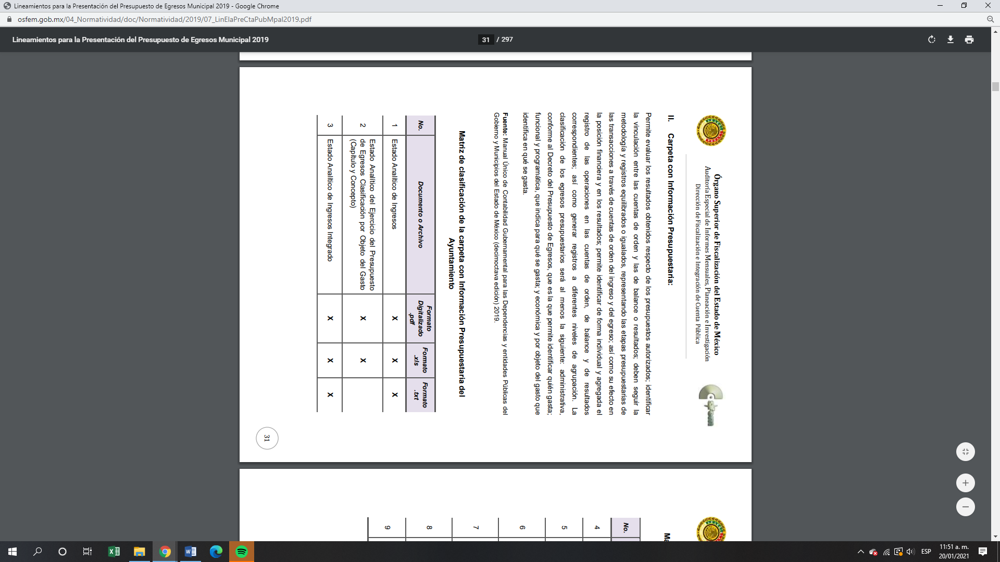 Lineamientos para la Presentación del Presupuesto de Egresos Municipal 2019 - Google Chrome
osfem.gob.mx/04_Normatividad/doc/Normatividad/2019/07_LinElaPreCtaPubMpal2019.pdf
Lineamientos para la Presentación del Presupuesto de Egresos Municipal 2019
31 / 297
Órgano Superior de Fiscalización del Estado de México
Auditoría Especial de Informes Mensuales, Planeación e Investigación
Dirección de Fiscalización e Integración de Cuenta Pública
II. Carpeta con Información Presupuestaria:
Permite evaluar los resultados obtenidos respecto de los presupuestos autorizados; identificar
la vinculación entre las cuentas de orden y las de balance o resultados; deben seguir la
metodología y registros equilibrados o igualados, representando las etapas presupuestarias de
las transacciones a través de cuentas de orden del ingreso y del egreso; así como su efecto en
la posición financiera y en los resultados; permite identificar de forma individual y agregada el
registro de las operaciones en las cuentas de orden, de balance y de resultados
correspondientes; así como generar registros a diferentes niveles de agrupación. La
clasificación de los egresos presupuestarios será al menos la siguiente: administrativa,
conforme al Decreto del Presupuesto de Egresos, que es la que permite identificar quién gasta;
funcional y programática, que indica para qué se gasta; y económica y por objeto del gasto que
identifica en qué se gasta.
Fuente: Manual Único de Contabilidad Gubernamental para las Dependencias y entidades Públicas del
Gobierno y Municipios del Estado de México (decimoctava edición) 2019.
Matriz de clasificación de la carpeta con Información Presupuestaria del
Ayuntamiento
No. Documento o Archivo Formato Digitalizado .pdf Formato .xls Formato .txt
1 Estado Analítico de Ingresos X X X
2 Estado Analítico del Ejercicio del Presupuesto
de Egresos Clasificación por Objeto del Gasto
(Capítulo y Concepto) X X
3 Estado Analítico de Ingresos Integrado X X X
31
Ma
No.
4
5
6
7
8
9
ESP
11:51 a. m.
20/01/2021